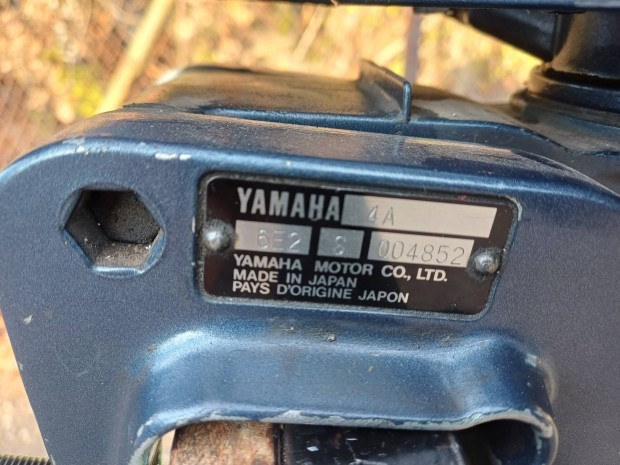 YAMAHA 4A
6E2 S 004852
YAMAHA MOTOR CO., LTD.
MADE IN JAPAN
PAYS D'ORIGINE JAPON